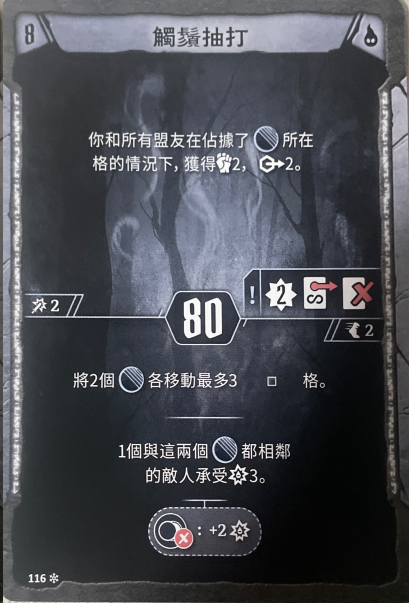 8 觸鬚抽打
你和所有盟友在佔據了 所在
格的情況下, 獲得 2, 2。
2
80
! 2 S
2
將2個 各移動最多3 格。
1個與這兩個 都相鄰
的敵人承受 3。
: +2
116